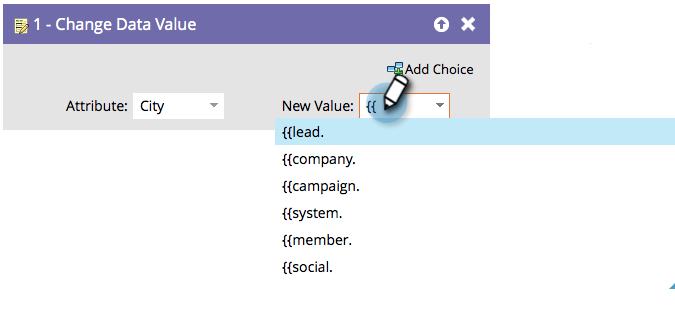 1 - Change Data Value
Add Choice
Attribute: City New Value: {{
{{lead.
{{company.
{{campaign.
{{system.
{{member.
{{social.